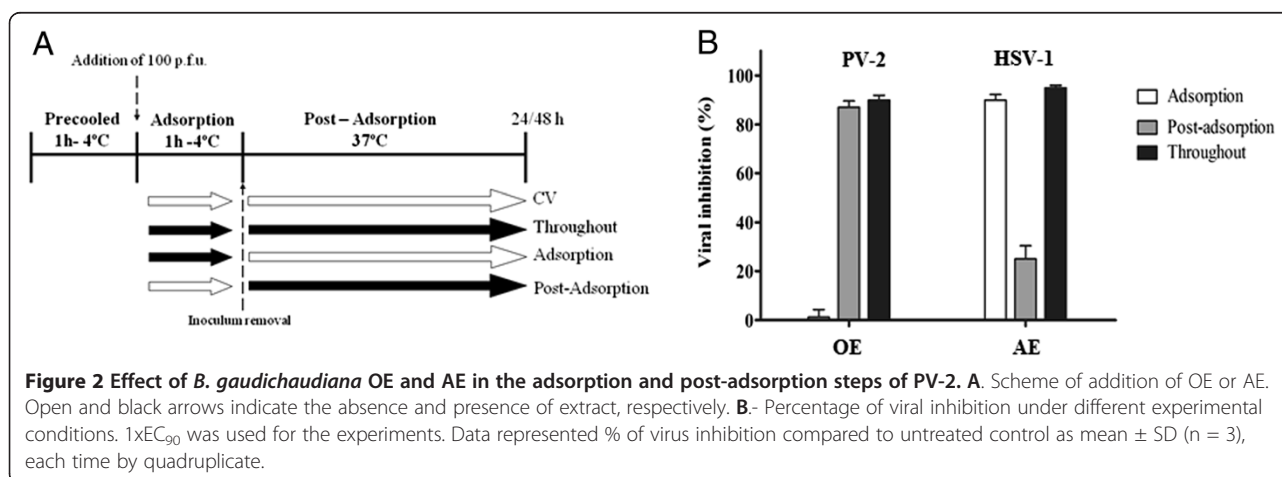 A
Addition of 100 p.f.u.
Precooled
1h- 4ºC
Adsorption
1h -4ºC
Post – Adsorption
37ºC
24/48 h
CV
Throughout
Adsorption
Post-Adsorption
Inoculum removal
B
PV-2
HSV-1
Viral inhibition (%)
100
80
60
40
20
0
OE
AE
Adsorption
Post-adsorption
Throughout
Figure 2 Effect of B. gaudichaudiana OE and AE in the adsorption and post-adsorption steps of PV-2. A. Scheme of addition of OE or AE.
Open and black arrows indicate the absence and presence of extract, respectively. B.- Percentage of viral inhibition under different experimental
conditions. 1xEC90 was used for the experiments. Data represented % of virus inhibition compared to untreated control as mean ± SD (n = 3),
each time by quadruplicate.